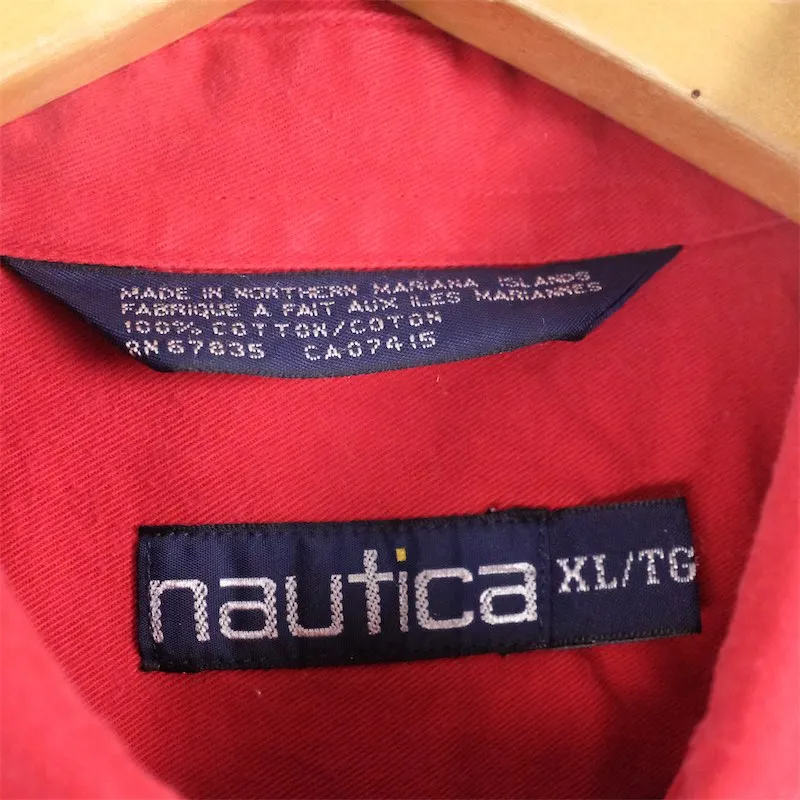 MADE IN NORTHERN MARIANA ISLANDS
FABRIQUE A FAIT AUX ILES MARIANNES
100% COTTON/COTON
RN 67835 CA07415
nautica XL/TG